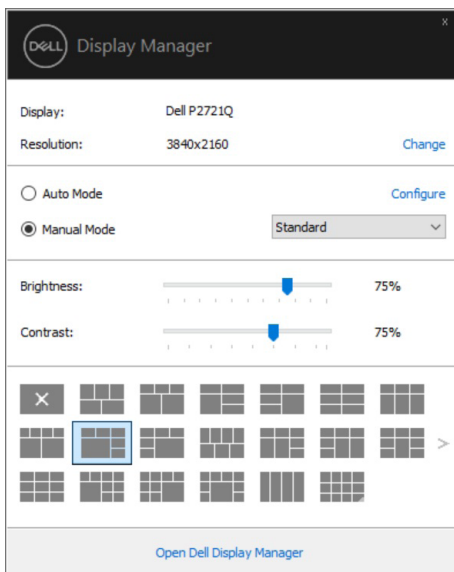 x
DELL Display Manager
Display: Dell P2721Q
Resolution: 3840x2160 Change
Auto Mode Configure
Manual Mode Standard
Brightness: 75%
Contrast: 75%
Open Dell Display Manager